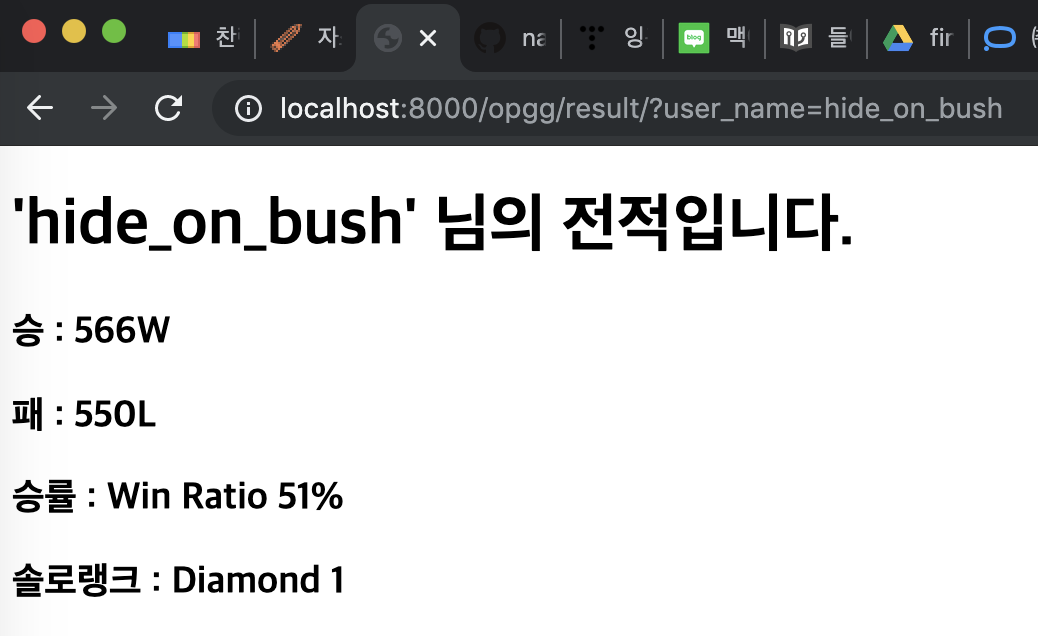 찬
자
na
잉
blog
맥
들
fir
localhost:8000/opgg/result/?user_name=hide_on_bush
'hide_on_bush' 님의 전적입니다.
승 : 566W
패 : 550L
승률 : Win Ratio 51%
솔로랭크 : Diamond 1